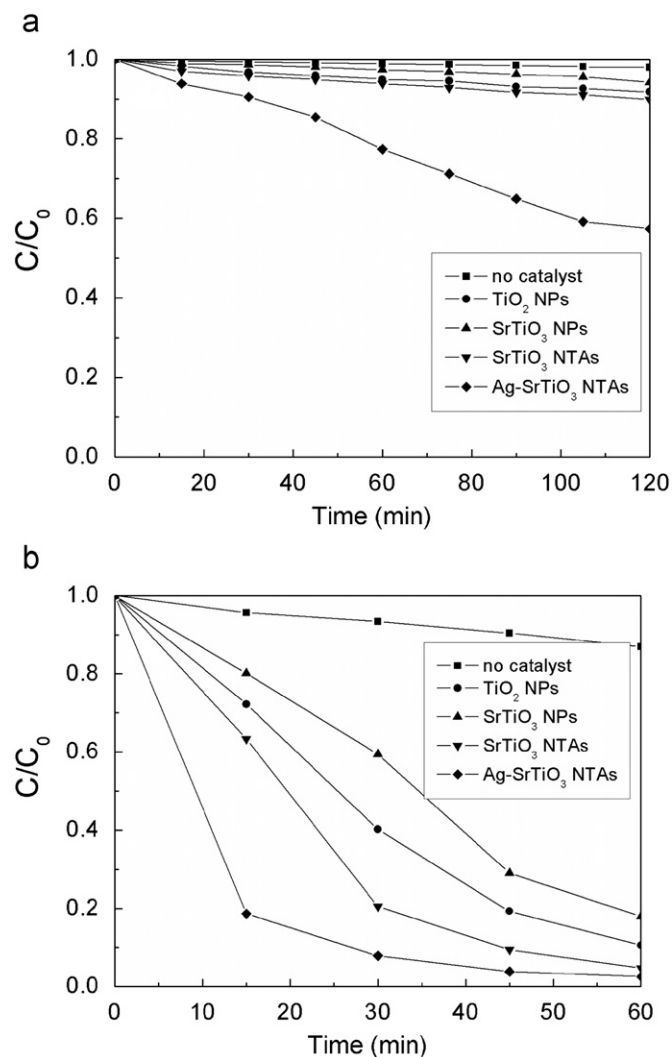 a
1.0
0.8
0.6
0.4
0.2
0.0
C/C₀
no catalyst
TiO₂ NPs
SrTiO₃ NPs
SrTiO₃ NTAs
Ag-SrTiO₃ NTAs
0 20 40 60 80 100 120
Time (min)
b
1.0
0.8
0.6
0.4
0.2
0.0
C/C₀
no catalyst
TiO₂ NPs
SrTiO₃ NPs
SrTiO₃ NTAs
Ag-SrTiO₃ NTAs
0 10 20 30 40 50 60
Time (min)